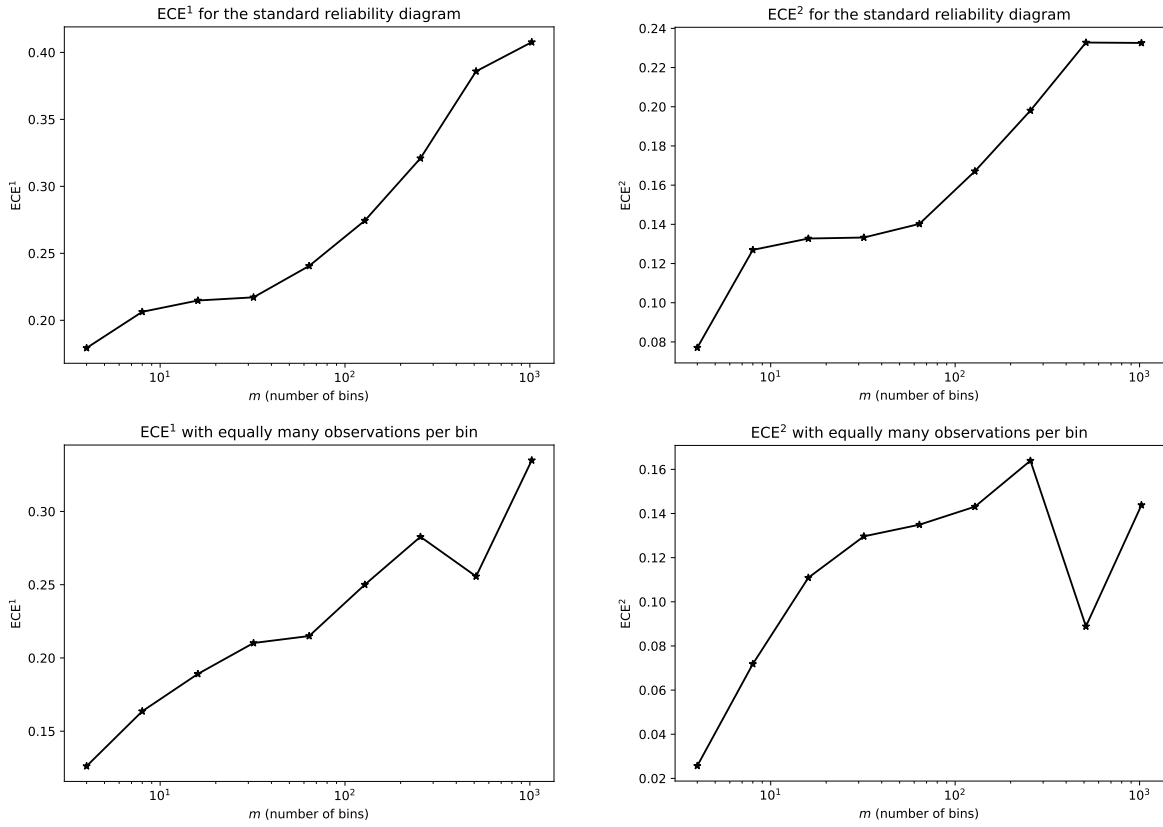 ECE¹ for the standard reliability diagram
0.40
0.35
0.30
0.25
0.20
ECE¹
10¹ 10² 10³
m (number of bins)
ECE² for the standard reliability diagram
0.24
0.22
0.20
0.18
0.16
0.14
0.12
0.10
0.08
ECE²
10¹ 10² 10³
m (number of bins)
ECE¹ with equally many observations per bin
0.30
0.25
0.20
0.15
ECE¹
10¹ 10² 10³
m (number of bins)
ECE² with equally many observations per bin
0.16
0.14
0.12
0.10
0.08
0.06
0.04
0.02
ECE²
10¹ 10² 10³
m (number of bins)